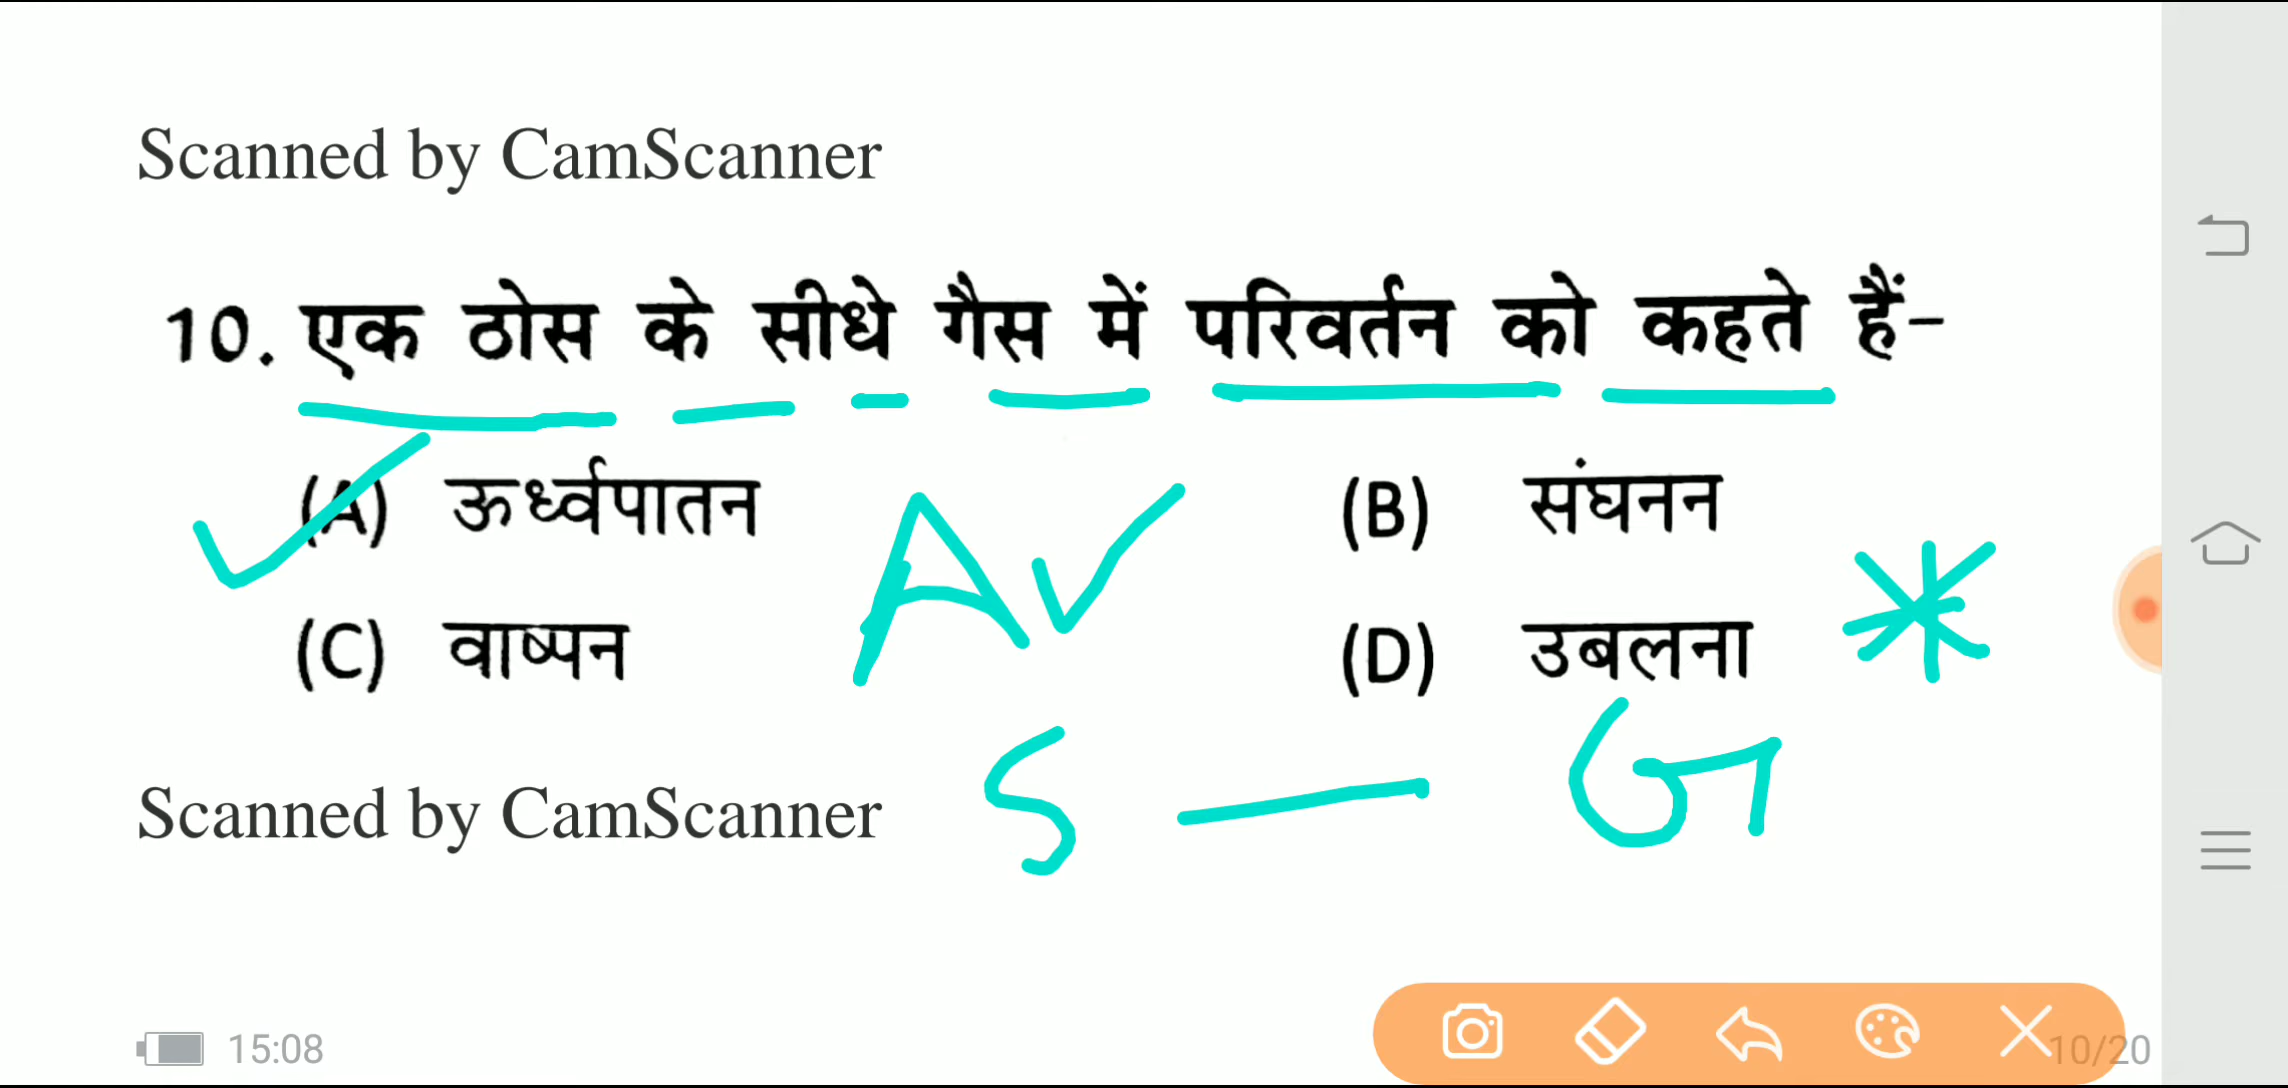 Scanned by CamScanner
10. एक ठोस के सीधे गैस में परिवर्तन को कहते हैं-
(A) ऊर्ध्वपातन (B) संघनन
A
(C) वाष्पन (D) उबलना
S — G
Scanned by CamScanner
15:08 10/20